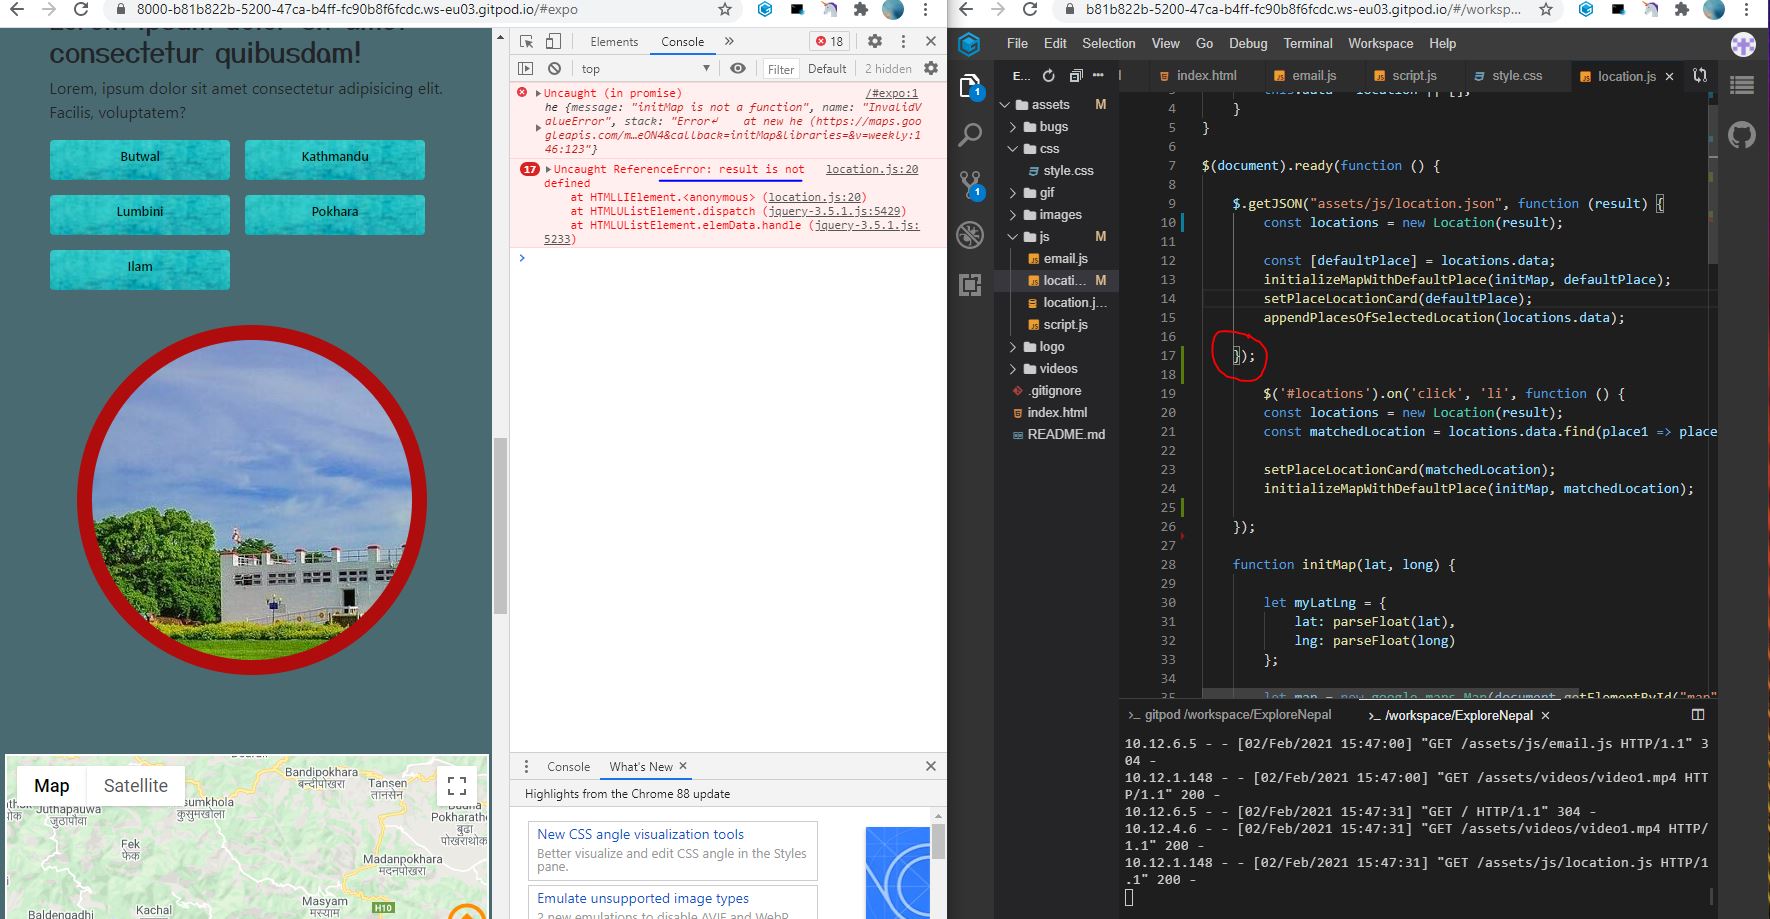 8000-b81b822b-5200-47ca-b4ff-fc90b8f6fcdc.ws-eu03.gitpod.io/#expo
consectetur quibusdam!
Lorem, ipsum dolor sit amet consectetur adipisicing elit.
Facilis, voluptatem?
Butwal
Kathmandu
Lumbini
Pokhara
Ilam
Map
Satellite
Bandipokhara
बन्दीपोखरा
Tansen
तानसेन
Juthapauwa
जुठापौवा
sumkhola
कुसुमखोला
Pokharathok
बुढा
पोखराथोक
Fek
फेक
Madanpokhara
मदनपोखरा
Masyam
मस्याम
Kachal
Baldengadhi
H10
Elements
Console
»
18
top
Filter
Default
2 hidden
Uncaught (in promise) /#expo:1
he {message: "initMap is not a function", name: "InvalidV
alueError", stack: "Error↵    at new he (https://maps.goo
gleapis.com/m…eON4&callback=initMap&libraries=&v=weekly:1
46:123"}
17 Uncaught ReferenceError: result is not location.js:20
defined
at HTMLLIElement.<anonymous> (location.js:20)
at HTMLUListElement.dispatch (jquery-3.5.1.js:5429)
at HTMLUListElement.elemData.handle (jquery-3.5.1.js:
5233)
Console
What's New
Highlights from the Chrome 88 update
New CSS angle visualization tools
Better visualize and edit CSS angle in the Styles
pane.
Emulate unsupported image types
b81b822b-5200-47ca-b4ff-fc90b8f6fcdc.ws-eu03.gitpod.io/#/worksp...
File Edit Selection View Go Debug Terminal Workspace Help
E...
index.html
email.js
script.js
style.css
location.js
1
1
assets M
bugs
css
style.css
gif
images
js M
email.js
locati... M
location.j...
script.js
logo
videos
.gitignore
index.html
README.md
4 }
5 }
6
7 $(document).ready(function () {
8
9 $.getJSON("assets/js/location.json", function (result) {
10 const locations = new Location(result);
11
12 const [defaultPlace] = locations.data;
13 initializeMapWithDefaultPlace(initMap, defaultPlace);
14 setPlaceLocationCard(defaultPlace);
15 appendPlacesOfSelectedLocation(locations.data);
16
17 });
18
19 $('#locations').on('click', 'li', function () {
20 const locations = new Location(result);
21 const matchedLocation = locations.data.find(place1 => place
22
23 setPlaceLocationCard(matchedLocation);
24 initializeMapWithDefaultPlace(initMap, matchedLocation);
25
26 });
27
28 function initMap(lat, long) {
29
30 let myLatLng = {
31 lat: parseFloat(lat),
32 lng: parseFloat(long)
33 };
34
35 let map = new google.maps.Map(document.getElementById("map"
gitpod /workspace/ExploreNepal
/workspace/ExploreNepal
10.12.6.5 - - [02/Feb/2021 15:47:00] "GET /assets/js/email.js HTTP/1.1" 3
04 -
10.12.1.148 - - [02/Feb/2021 15:47:00] "GET /assets/videos/video1.mp4 HTT
P/1.1" 200 -
10.12.6.5 - - [02/Feb/2021 15:47:31] "GET / HTTP/1.1" 304 -
10.12.4.6 - - [02/Feb/2021 15:47:31] "GET /assets/videos/video1.mp4 HTTP/
1.1" 200 -
10.12.1.148 - - [02/Feb/2021 15:47:31] "GET /assets/js/location.js HTTP/1
.1" 200 -